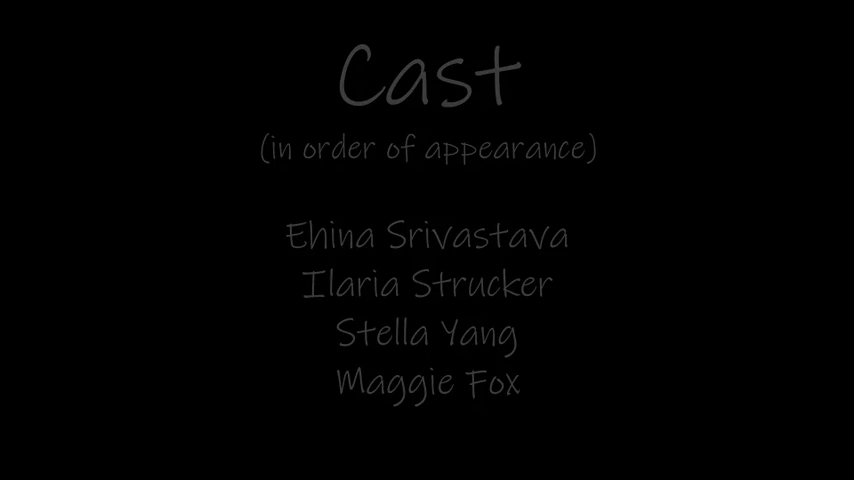 Cast
(in order of appearance)
Ehina Srivastava
Ilaria Strucker
Stella Yang
Maggie Fox